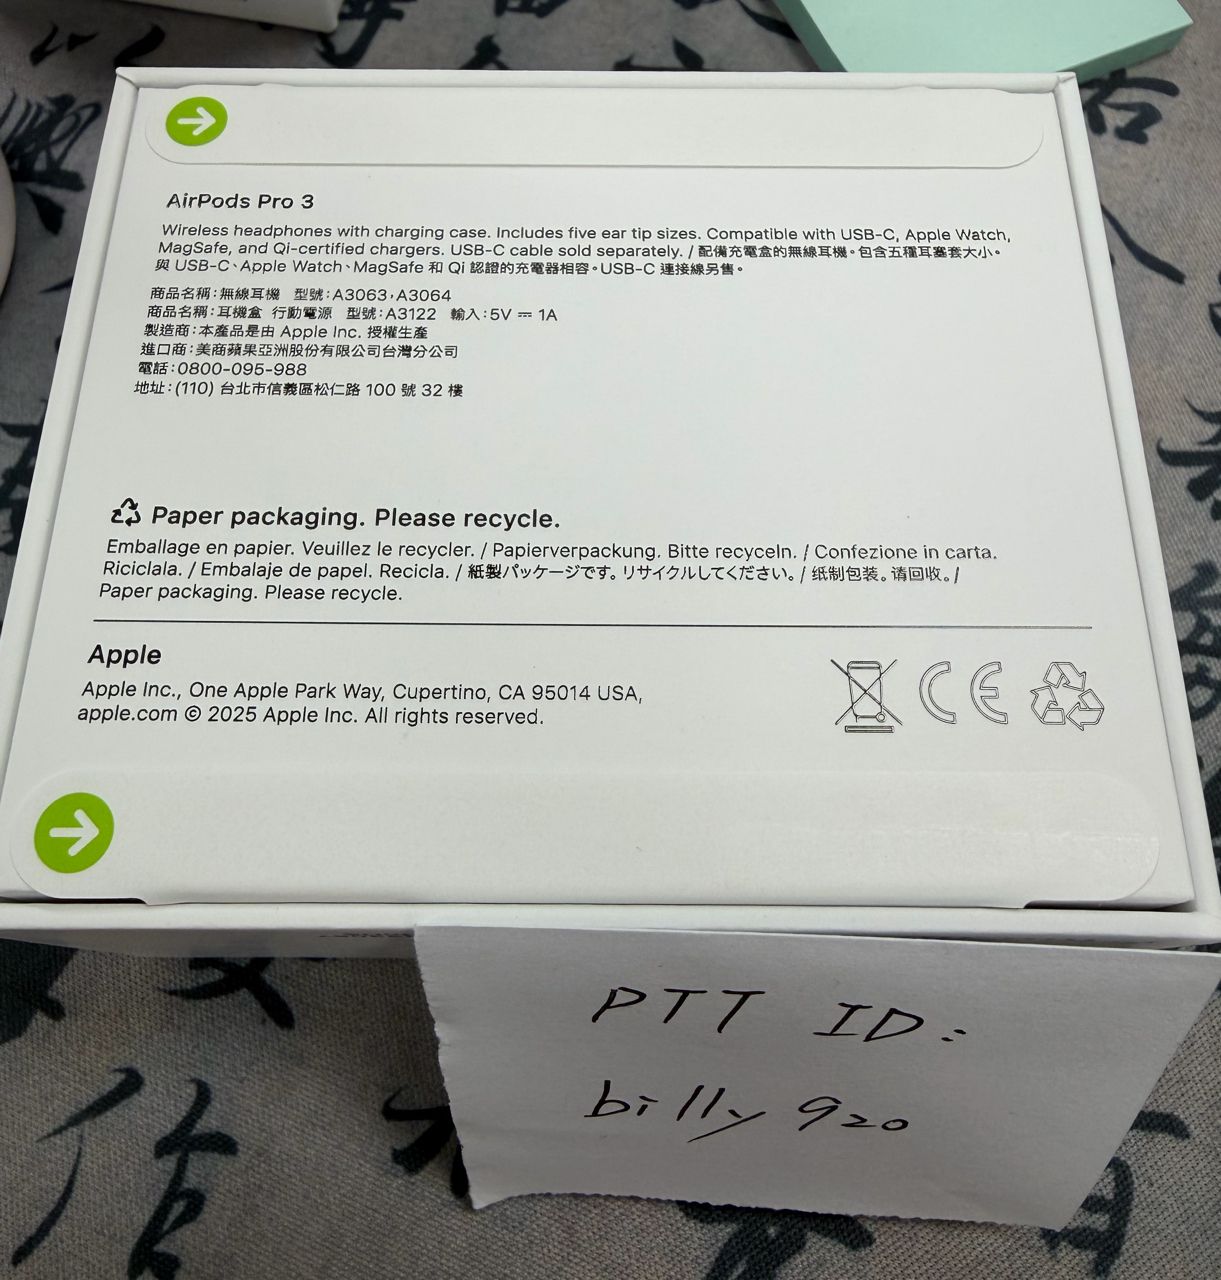 AirPods Pro 3
Wireless headphones with charging case. Includes five ear tip sizes. Compatible with USB-C, Apple Watch,
MagSafe, and Qi-certified chargers. USB-C cable sold separately. / 配備充電盒的無線耳機。包含五種耳塞套大小。
與 USB-C、Apple Watch、MagSafe 和 Qi 認證的充電器相容。USB-C 連接線另售。
商品名稱：無線耳機 型號：A3063，A3064
商品名稱：耳機盒 行動電源 型號：A3122 輸入：5V ⎓ 1A
製造商：本產品是由 Apple Inc. 授權生產
進口商：美商蘋果亞洲股份有限公司台灣分公司
電話：0800-095-988
地址：(110) 台北市信義區松仁路 100 號 32 樓
Paper packaging. Please recycle.
Emballage en papier. Veuillez le recycler. / Papierverpackung. Bitte recyceln. / Confezione in carta.
Riciclala. / Embalaje de papel. Recicla. / 紙製パッケージです。リサイクルしてください。/ 纸制包装。请回收。/
Paper packaging. Please recycle.
Apple
Apple Inc., One Apple Park Way, Cupertino, CA 95014 USA,
apple.com © 2025 Apple Inc. All rights reserved.
CE
PTT ID:
billy 920